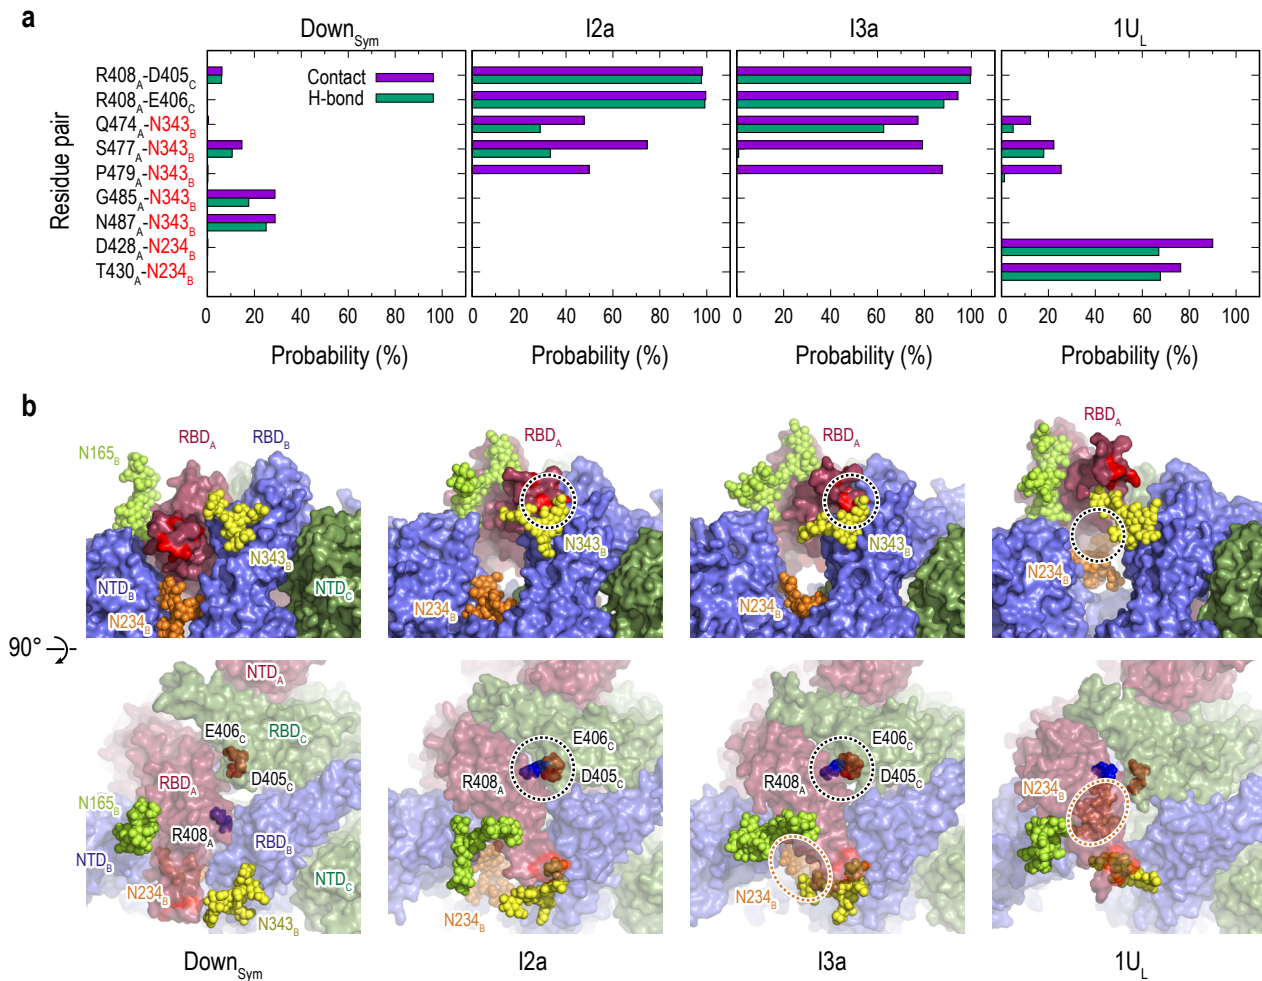 a
Down_Sym I2a I3a 1U_L
Contact
H-bond
Residue pair
R408_A-D405_C
R408_A-E406_C
Q474_A-N343_B
S477_A-N343_B
P479_A-N343_B
G485_A-N343_B
N487_A-N343_B
D428_A-N234_B
T430_A-N234_B
0 20 40 60 80 100 0 20 40 60 80 100 0 20 40 60 80 100 0 20 40 60 80 100
Probability (%) Probability (%) Probability (%) Probability (%)
b
N165_B RBD_A RBD_B NTD_B N234_B N343_B NTD_C
RBD_A N343_B N234_B
RBD_A N343_B N234_B
RBD_A N234_B
90°
NTD_A E406_C RBD_C D405_C RBD_A N165_B R408_A RBD_B NTD_B N234_B NTD_C N343_B
E406_C R408_A D405_C N234_B
E406_C R408_A D405_C N234_B
N234_B
Down_Sym I2a I3a 1U_L